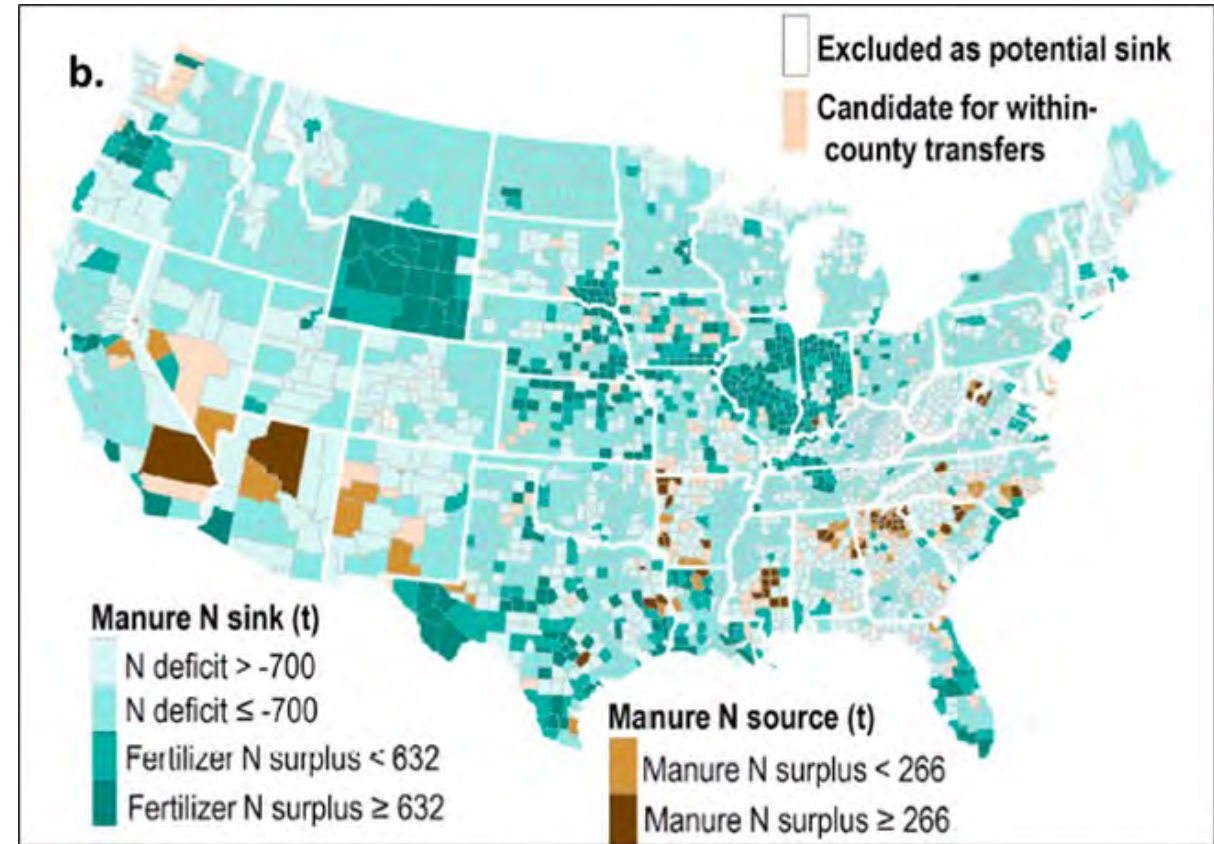 b.
Excluded as potential sink
Candidate for within-
county transfers
Manure N sink (t)
N deficit > -700
N deficit ≤ -700
Fertilizer N surplus < 632
Fertilizer N surplus ≥ 632
Manure N source (t)
Manure N surplus < 266
Manure N surplus ≥ 266